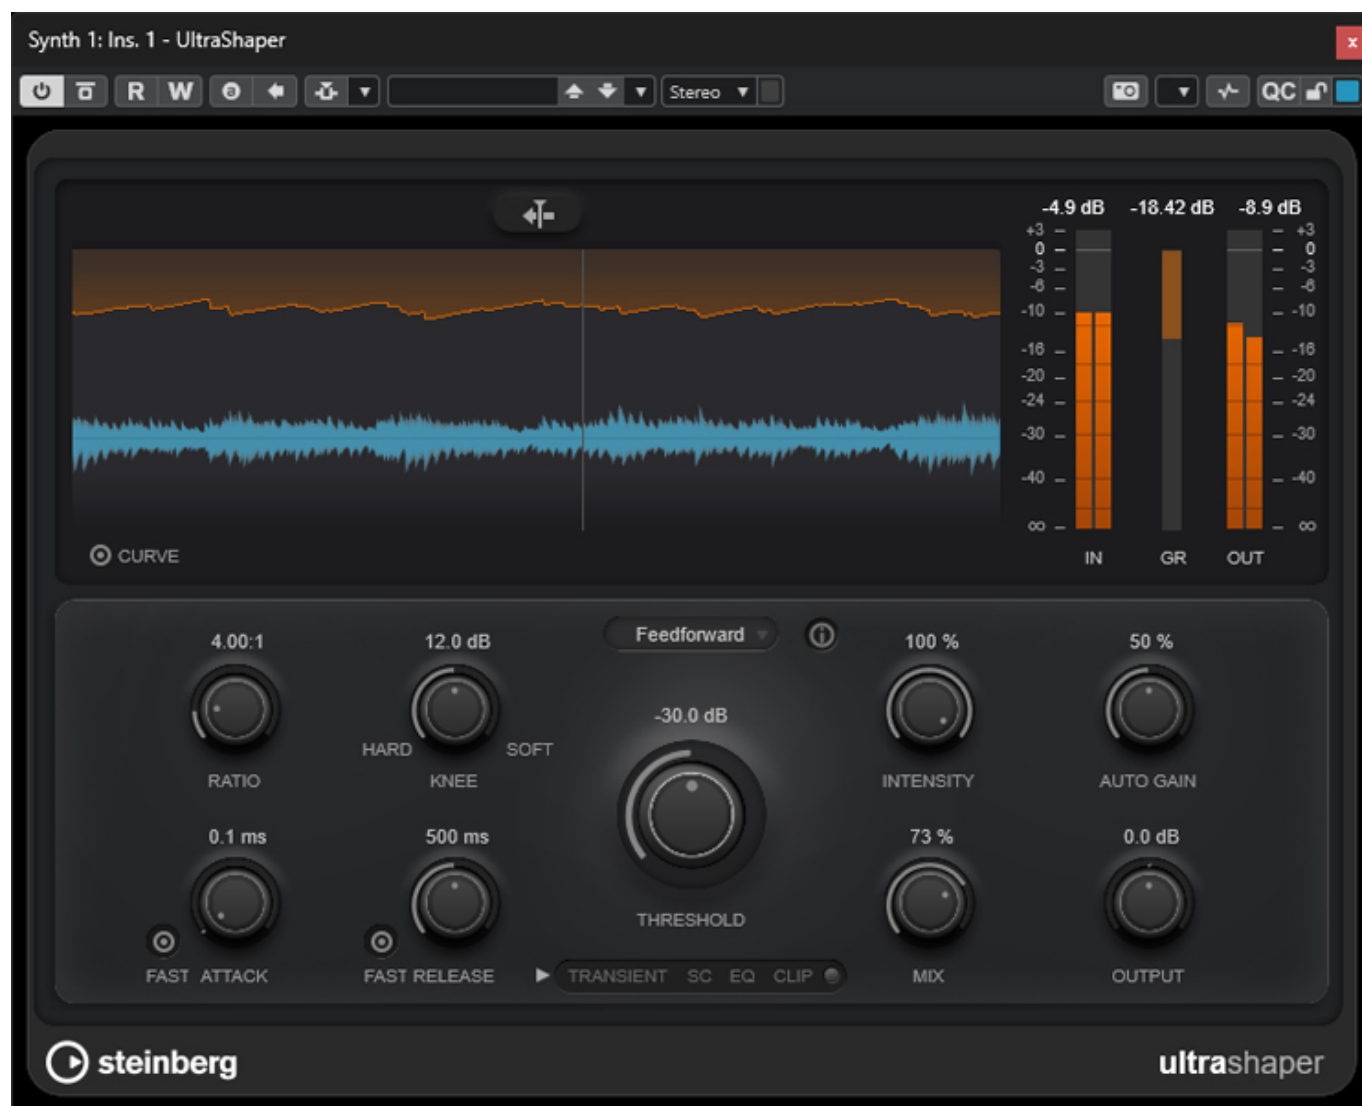 Synth 1: Ins. 1 - UltraShaper
x
R W a Stereo QC
-4.9 dB -18.42 dB -8.9 dB
+3 +3
0 0
-3 -3
-6 -6
-10 -10
-16 -16
-20 -20
-24 -24
-30 -30
-40 -40
∞ ∞
CURVE IN GR OUT
Feedforward
4.00:1 12.0 dB 100 % 50 %
-30.0 dB
HARD SOFT
RATIO KNEE INTENSITY AUTO GAIN
0.1 ms 500 ms 73 % 0.0 dB
THRESHOLD
FAST ATTACK FAST RELEASE TRANSIENT SC EQ CLIP MIX OUTPUT
steinberg ultrashaper